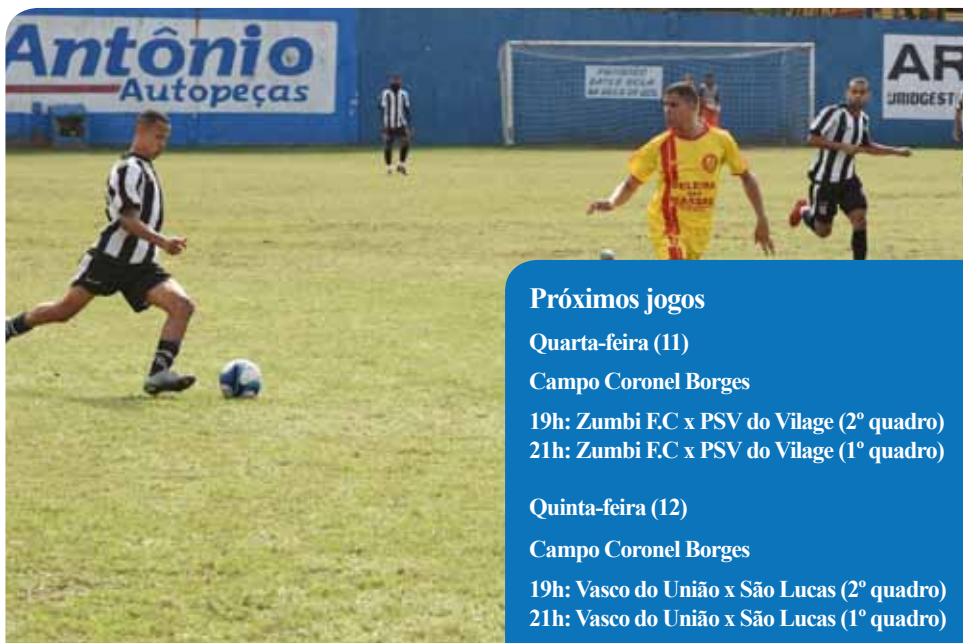 Antônio
Autopeças
AR
BRIDGEST
Próximos jogos
Quarta-feira (11)
Campo Coronel Borges
19h: Zumbi F.C x PSV do Vilage (2º quadro)
21h: Zumbi F.C x PSV do Vilage (1º quadro)
Quinta-feira (12)
Campo Coronel Borges
19h: Vasco do União x São Lucas (2º quadro)
21h: Vasco do União x São Lucas (1º quadro)